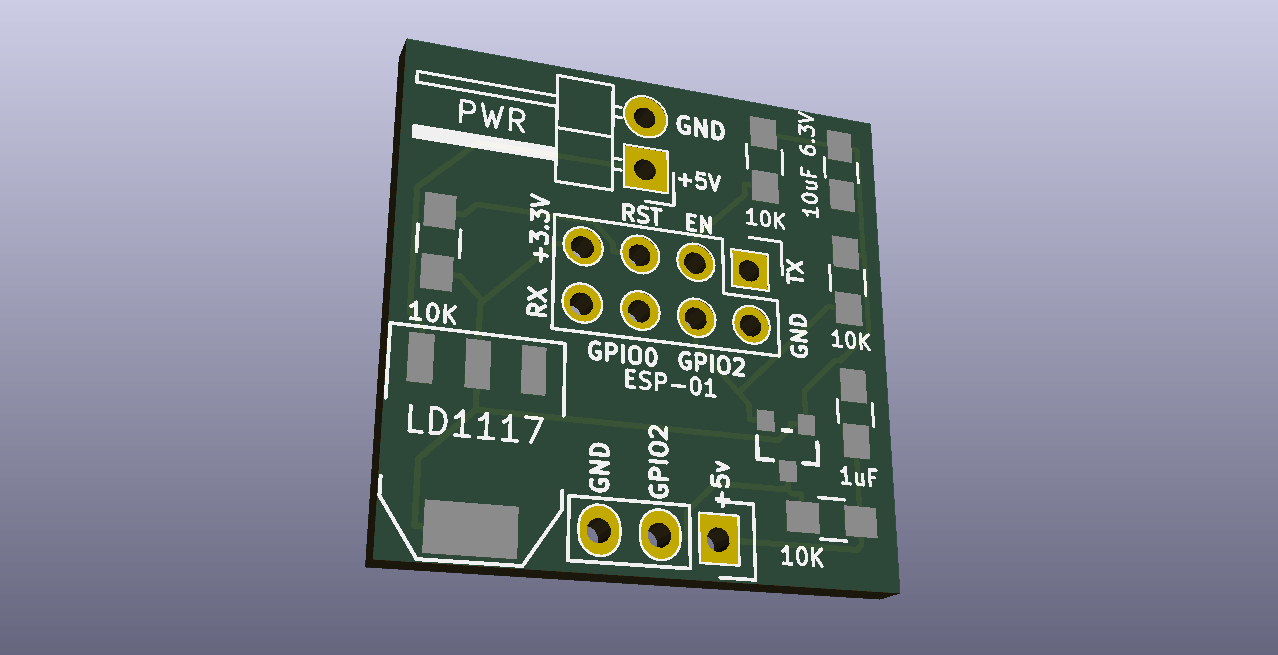 PWR
GND
+5V
10uF 6.3V
10K
+3.3V
RST
EN
TX
RX
GND
10K
GPIO0
GPIO2
ESP-01
10K
LD1117
GND
GPIO2
+5v
1uF
10K